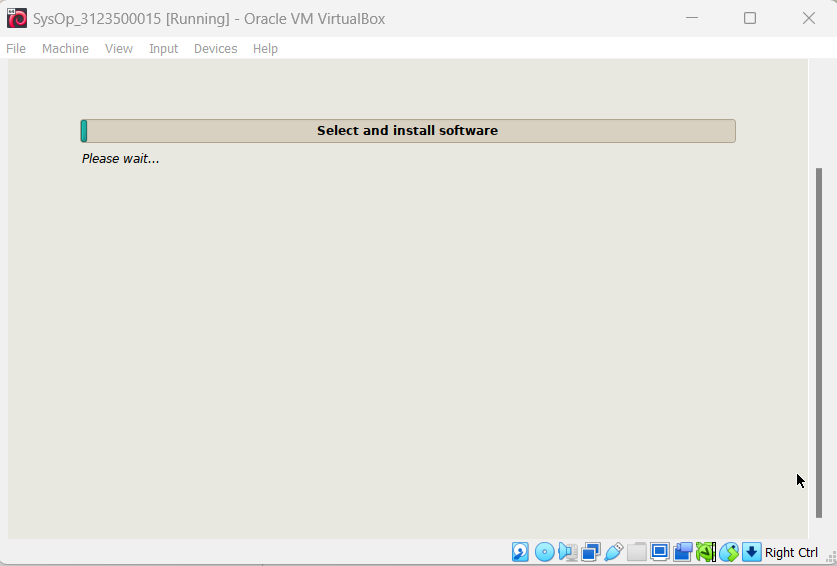 SysOp_3123500015 [Running] - Oracle VM VirtualBox
File Machine View Input Devices Help
Select and install software
Please wait...
Right Ctrl